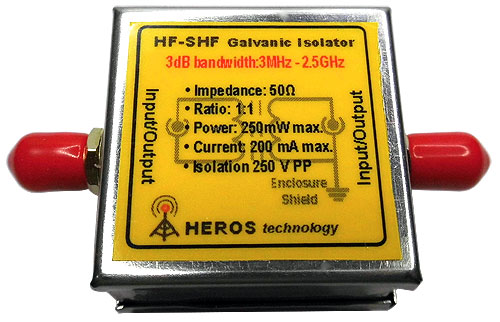 HF-SHF Galvanic Isolator
3dB bandwidth:3MHz - 2.5GHz
Input/Output
• Impedance: 50Ω
• Ratio: 1:1
• Power: 250mW max.
• Current: 200 mA max.
• Isolation 250 V PP
Input/Output
Enclosure
Shield
HEROS technology